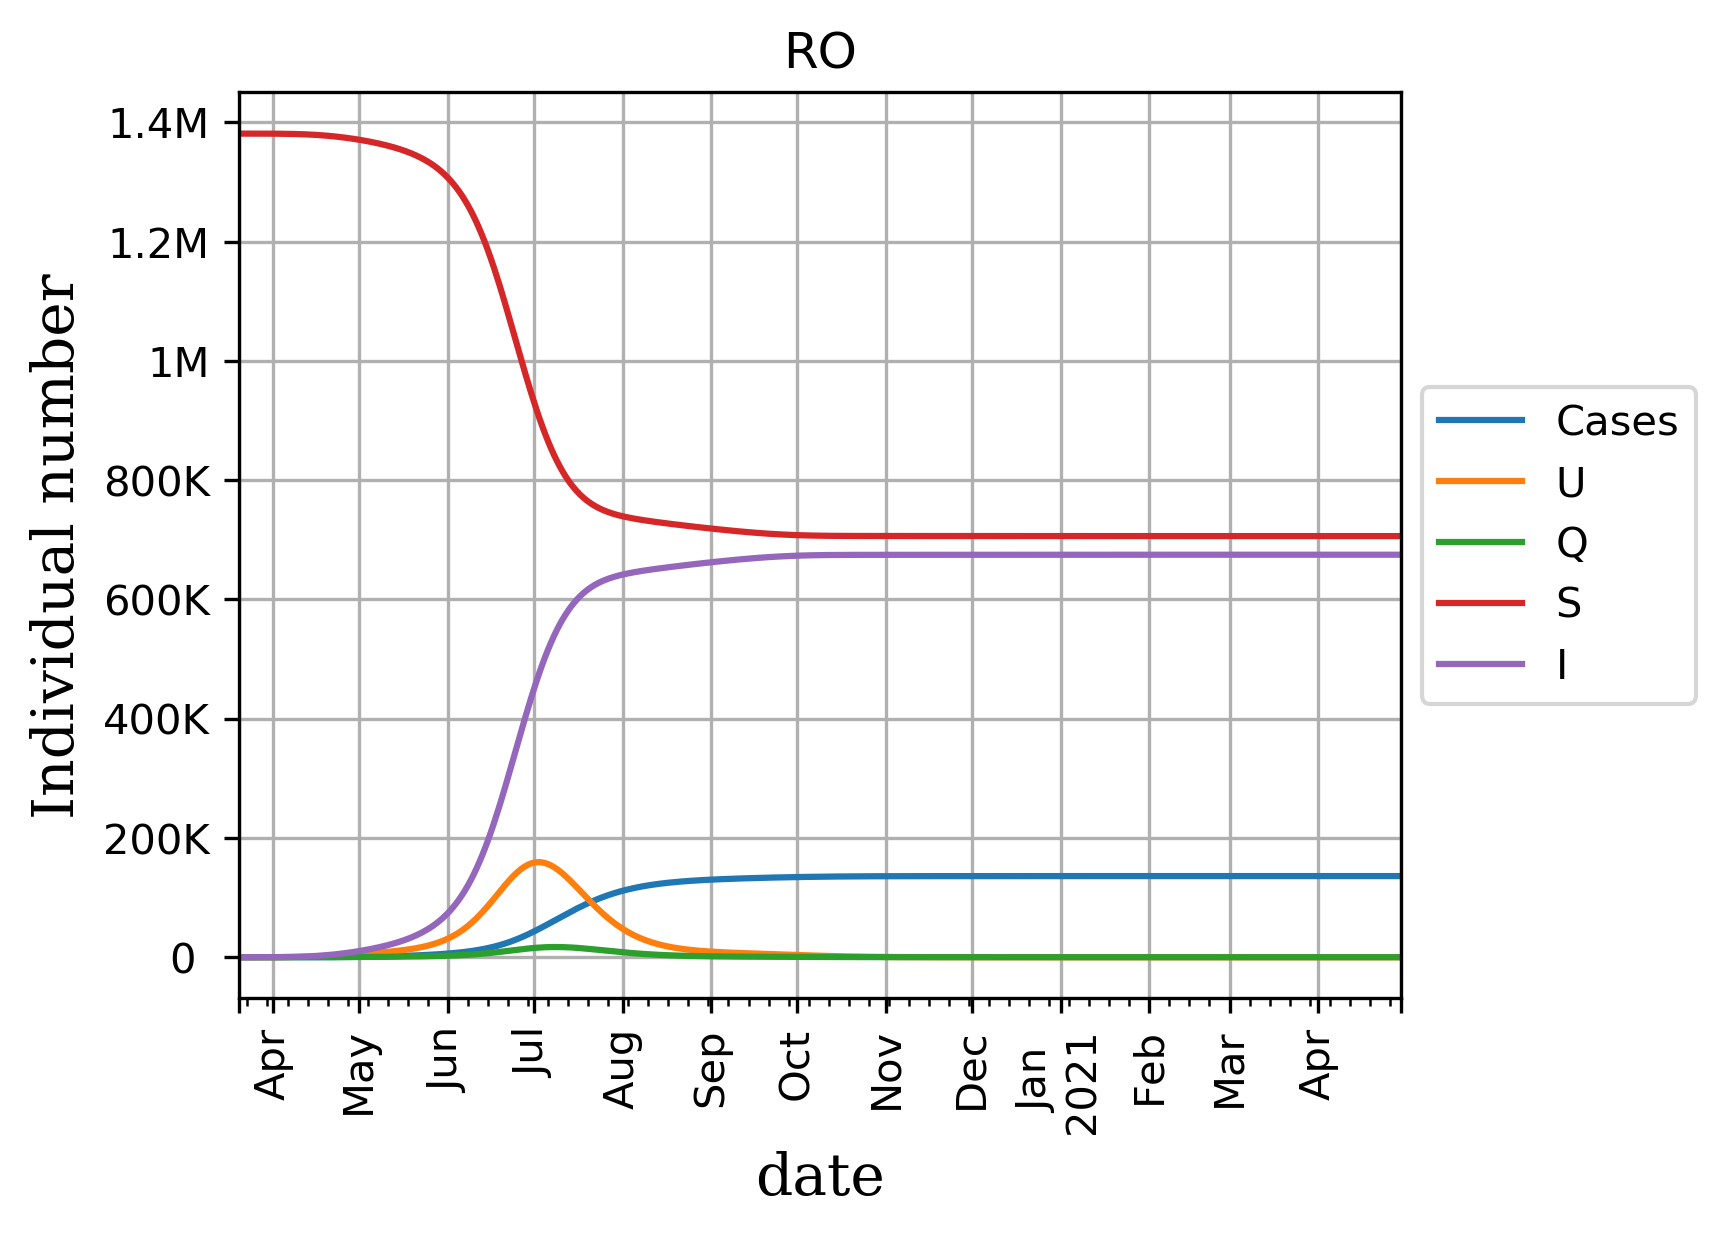 RO
Individual number
1.4M
1.2M
1M
800K
600K
400K
200K
0
Apr
May
Jun
Jul
Aug
Sep
Oct
Nov
Dec
Jan
2021
Feb
Mar
Apr
date
Cases
U
Q
S
I